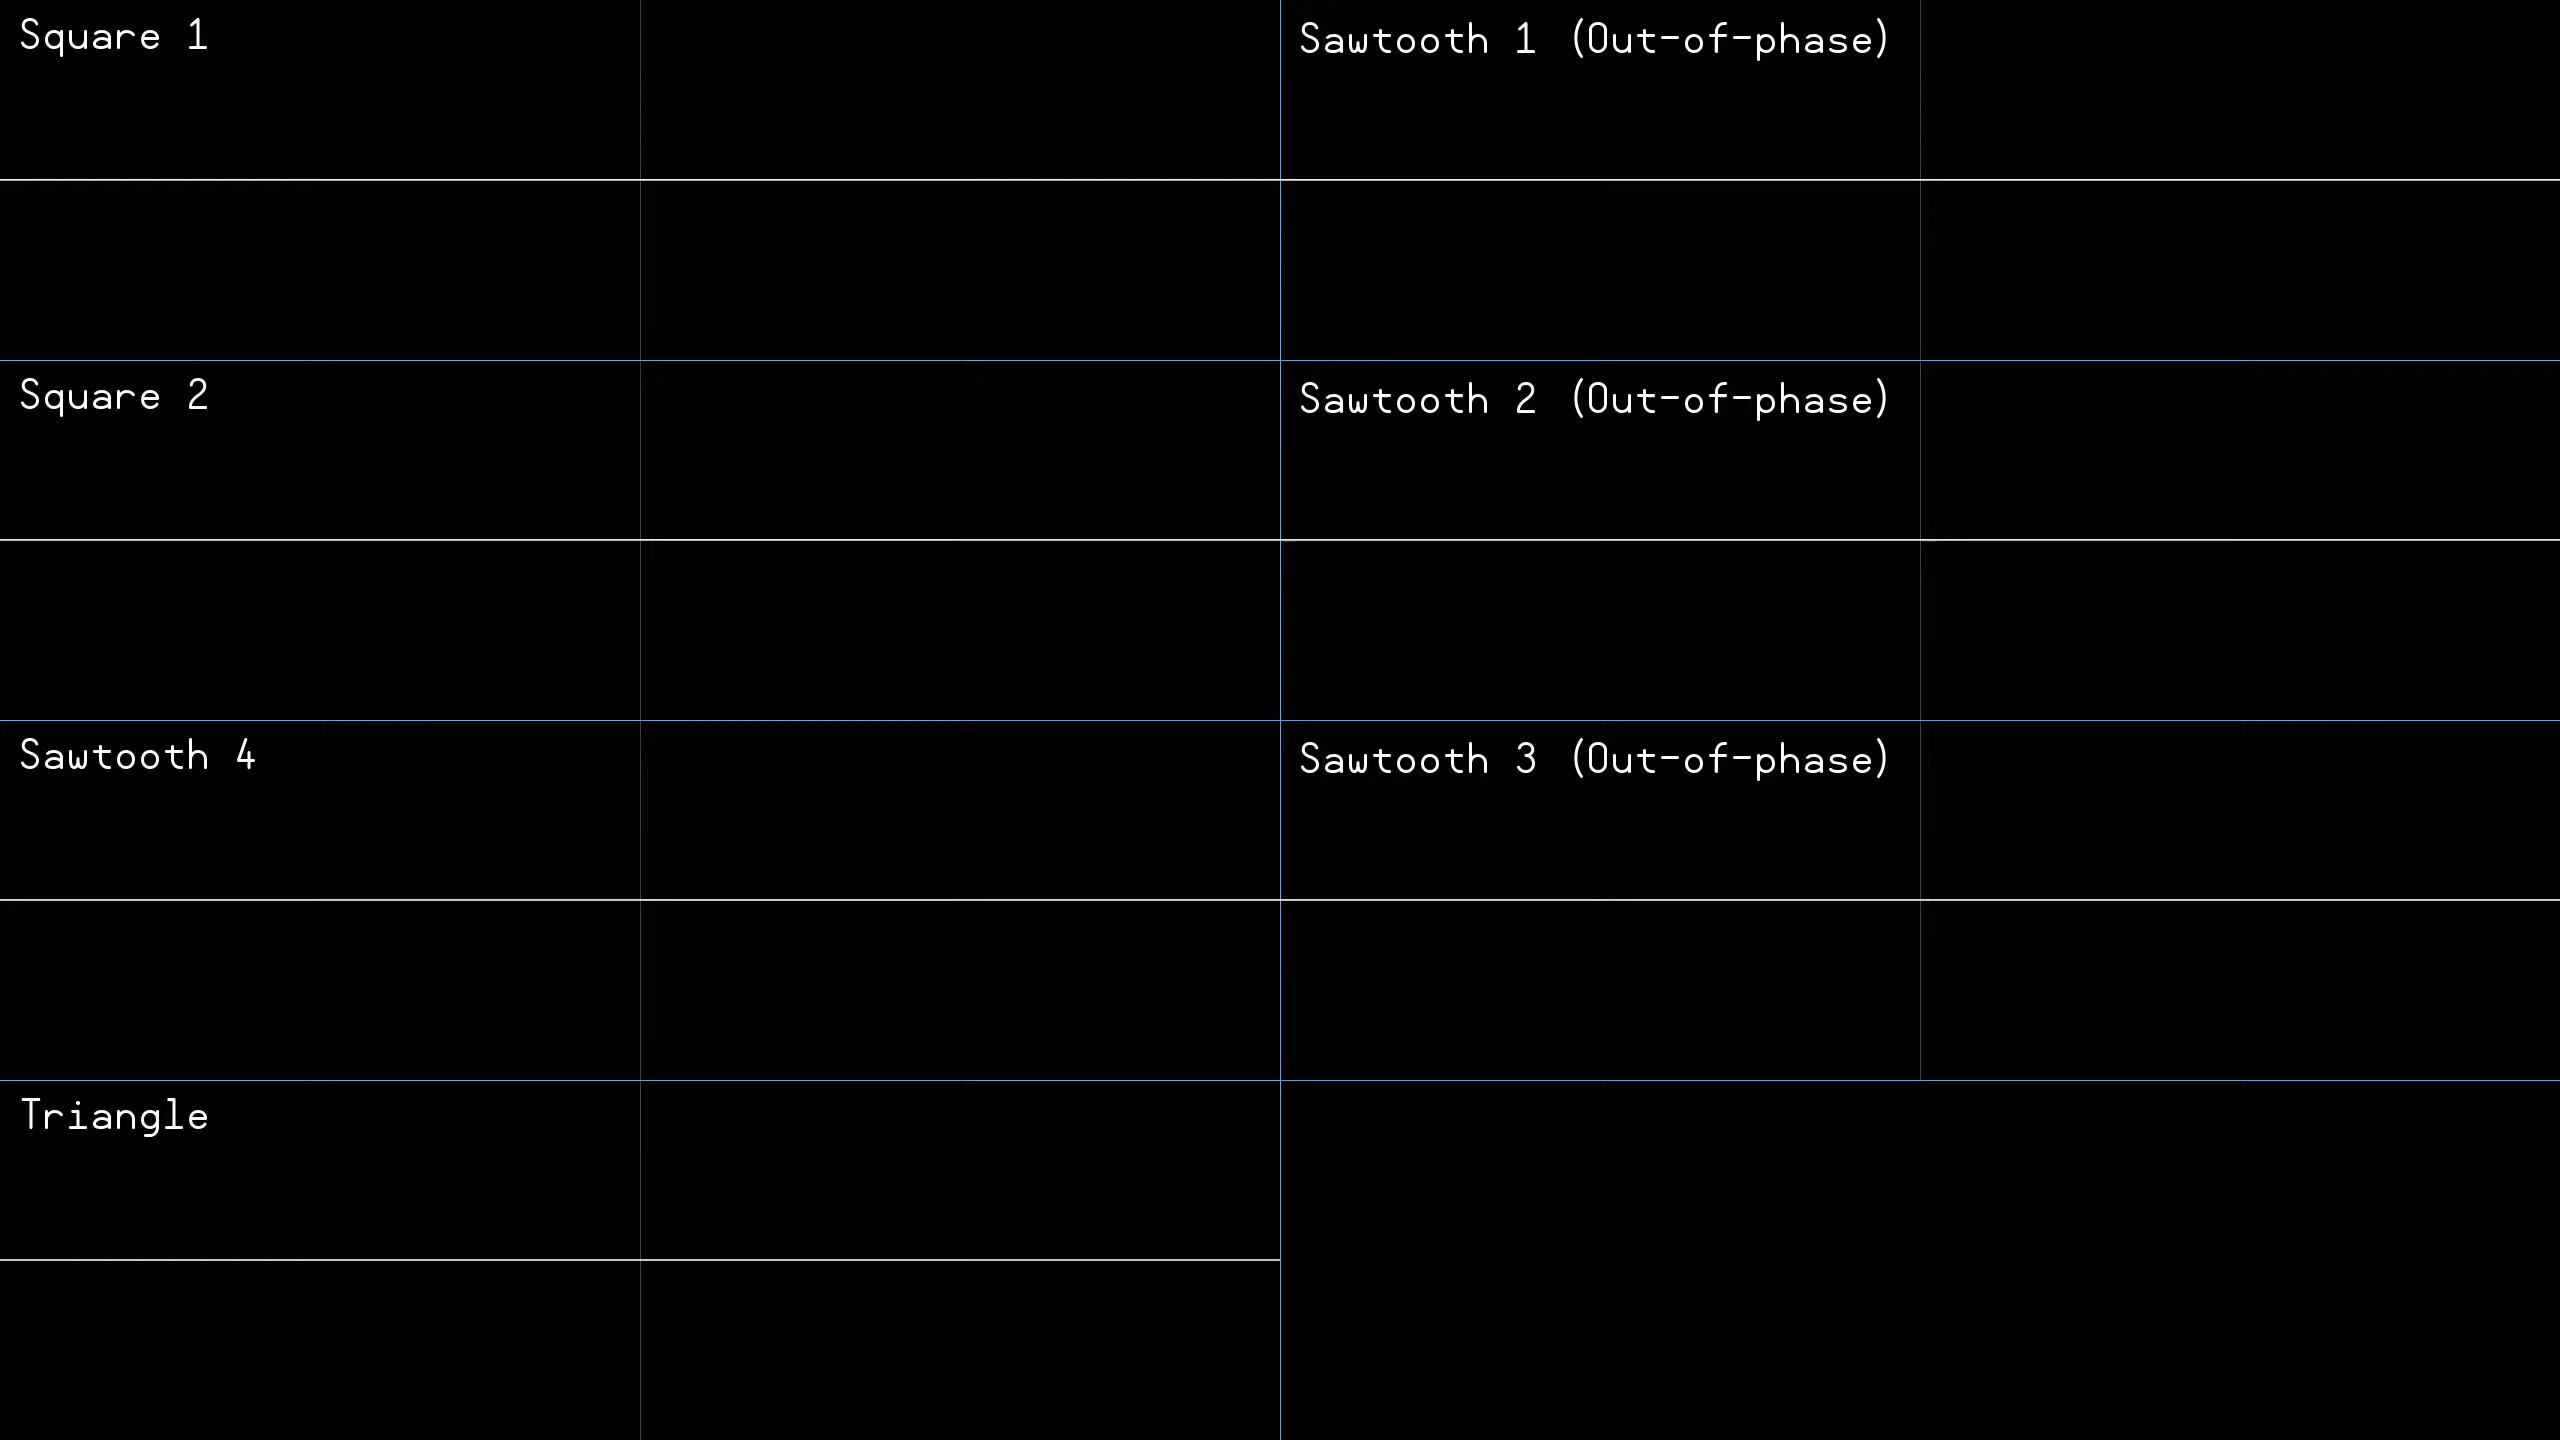 Square 1
Sawtooth 1 (Out-of-phase)
Square 2
Sawtooth 2 (Out-of-phase)
Sawtooth 4
Sawtooth 3 (Out-of-phase)
Triangle